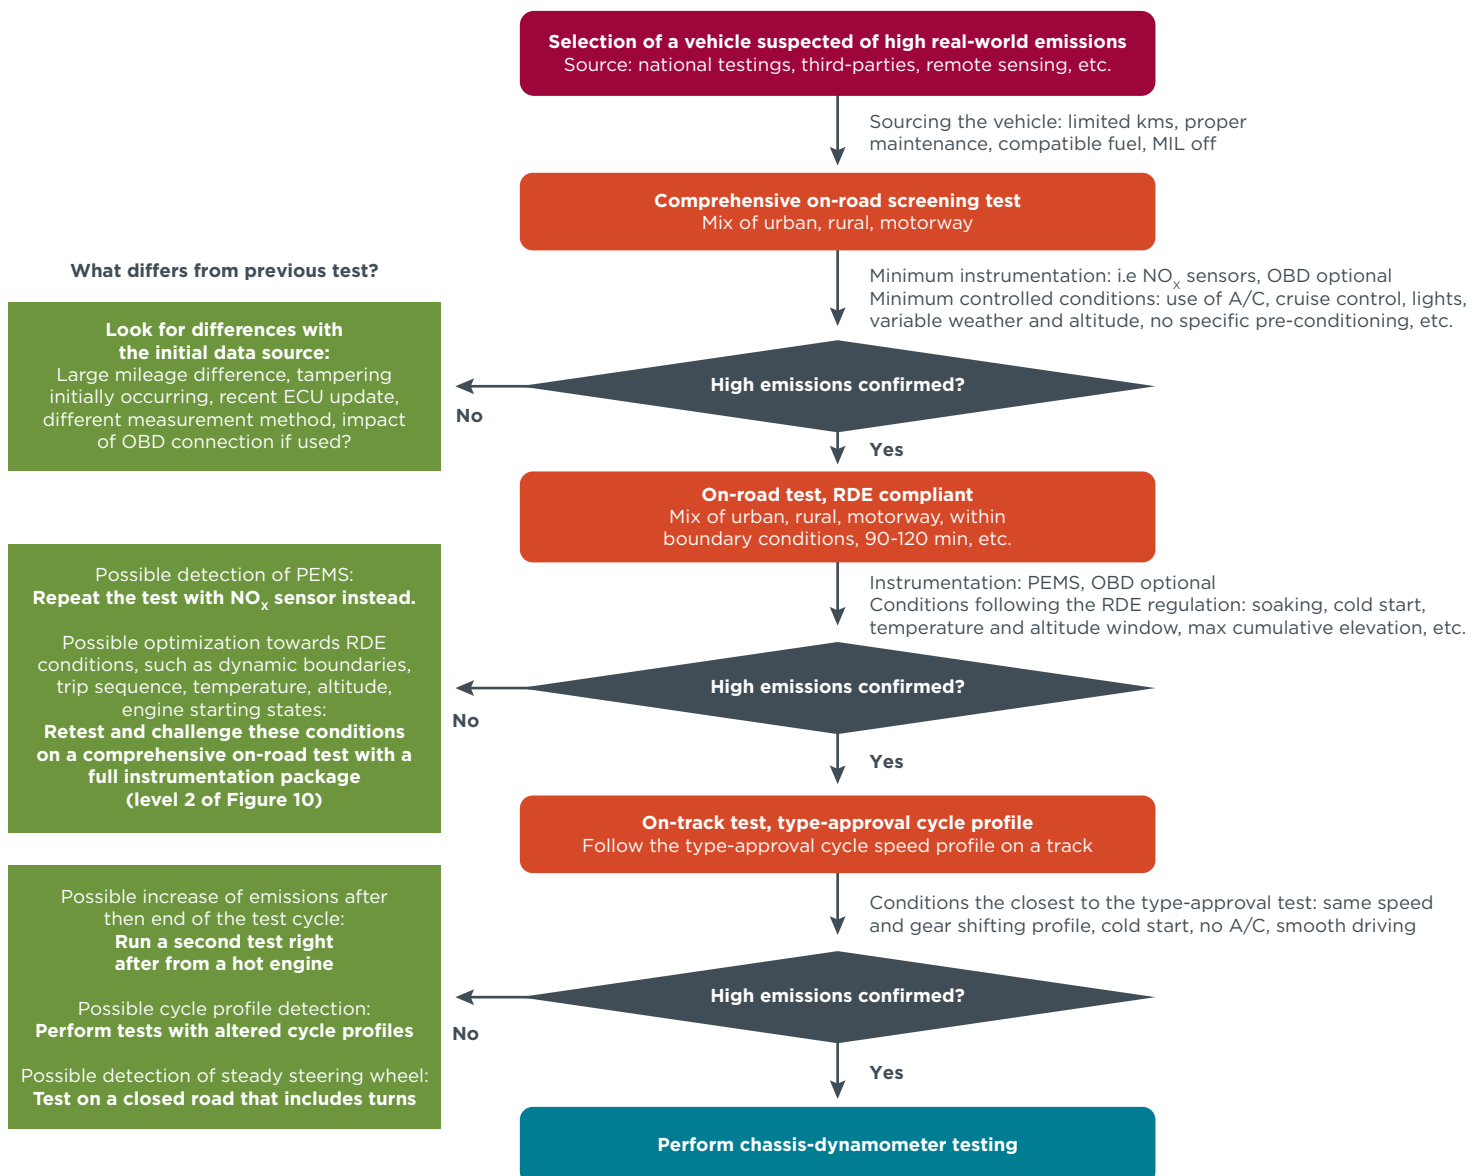 Selection of a vehicle suspected of high real-world emissions
Source: national testings, third-parties, remote sensing, etc.
Sourcing the vehicle: limited kms, proper
maintenance, compatible fuel, MIL off
Comprehensive on-road screening test
Mix of urban, rural, motorway
Minimum instrumentation: i.e NOx sensors, OBD optional
Minimum controlled conditions: use of A/C, cruise control, lights,
variable weather and altitude, no specific pre-conditioning, etc.
What differs from previous test?
High emissions confirmed?
No
Look for differences with
the initial data source:
Large mileage difference, tampering
initially occurring, recent ECU update,
different measurement method, impact
of OBD connection if used?
Yes
On-road test, RDE compliant
Mix of urban, rural, motorway, within
boundary conditions, 90-120 min, etc.
Instrumentation: PEMS, OBD optional
Conditions following the RDE regulation: soaking, cold start,
temperature and altitude window, max cumulative elevation, etc.
High emissions confirmed?
No
Possible detection of PEMS:
Repeat the test with NOx sensor instead.
Possible optimization towards RDE
conditions, such as dynamic boundaries,
trip sequence, temperature, altitude,
engine starting states:
Retest and challenge these conditions
on a comprehensive on-road test with a
full instrumentation package
(level 2 of Figure 10)
Yes
On-track test, type-approval cycle profile
Follow the type-approval cycle speed profile on a track
Conditions the closest to the type-approval test: same speed
and gear shifting profile, cold start, no A/C, smooth driving
High emissions confirmed?
No
Possible increase of emissions after
then end of the test cycle:
Run a second test right
after from a hot engine
Possible cycle profile detection:
Perform tests with altered cycle profiles
Possible detection of steady steering wheel:
Test on a closed road that includes turns
Yes
Perform chassis-dynamometer testing